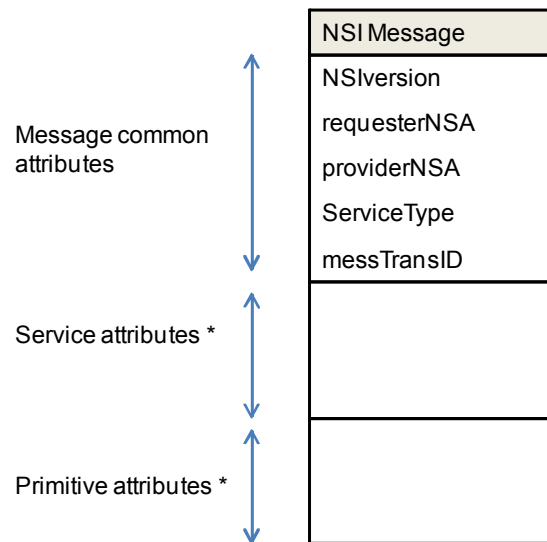 NSI Message
NSIversion
requesterNSA
providerNSA
ServiceType
messTransID
Message common
attributes
Service attributes *
Primitive attributes *